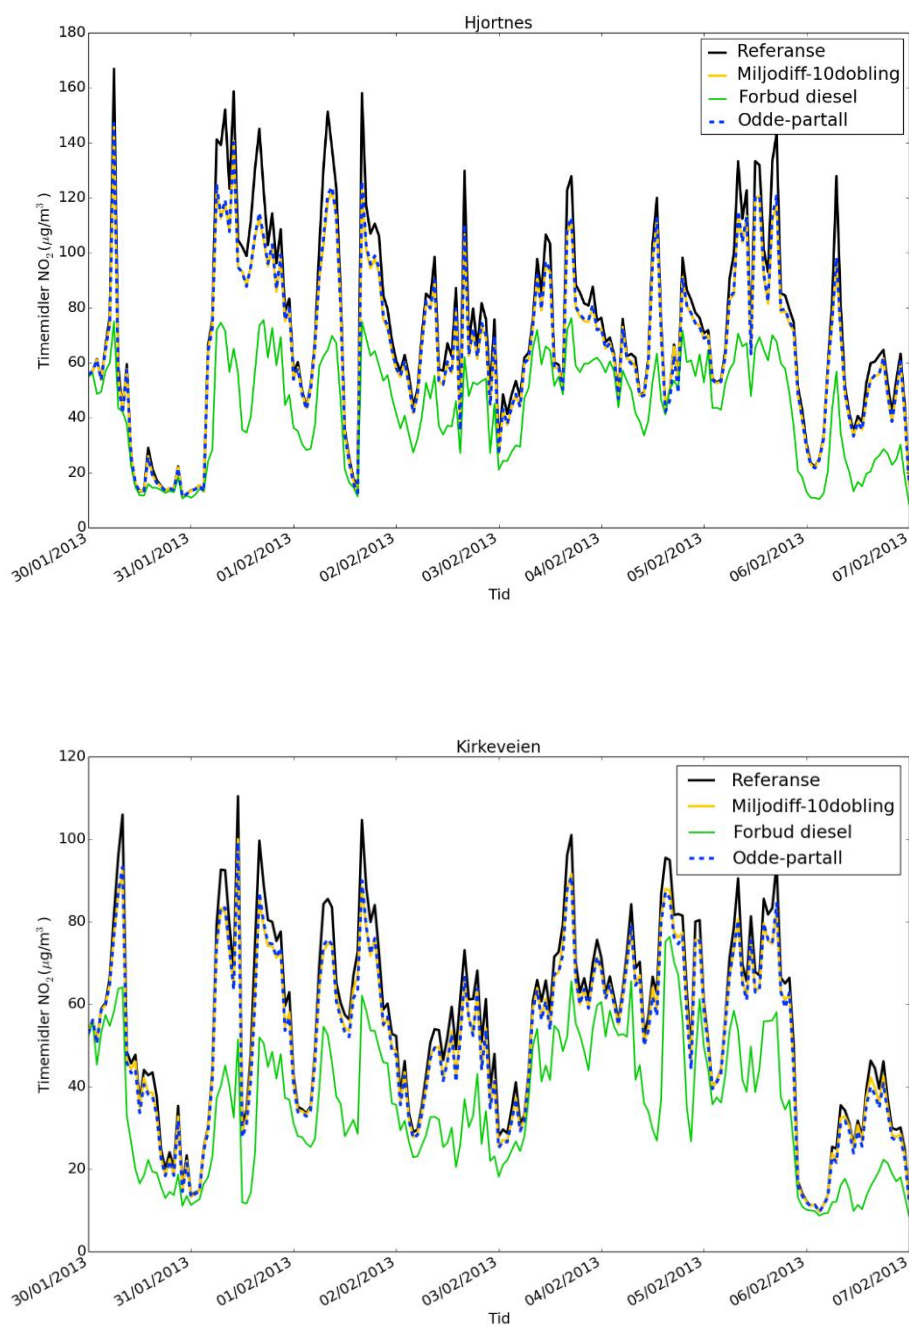 Hjortnes
180
160
140
120
100
80
60
40
20
0
Timemidler NO₂(μg/m³ )
Referanse
Miljodiff-10dobling
Forbud diesel
Odde-partall
30/01/2013
31/01/2013
01/02/2013
02/02/2013
03/02/2013
04/02/2013
05/02/2013
06/02/2013
07/02/2013
Tid
Kirkeveien
120
100
80
60
40
20
0
Timemidler NO₂(μg/m³ )
Referanse
Miljodiff-10dobling
Forbud diesel
Odde-partall
30/01/2013
31/01/2013
01/02/2013
02/02/2013
03/02/2013
04/02/2013
05/02/2013
06/02/2013
07/02/2013
Tid